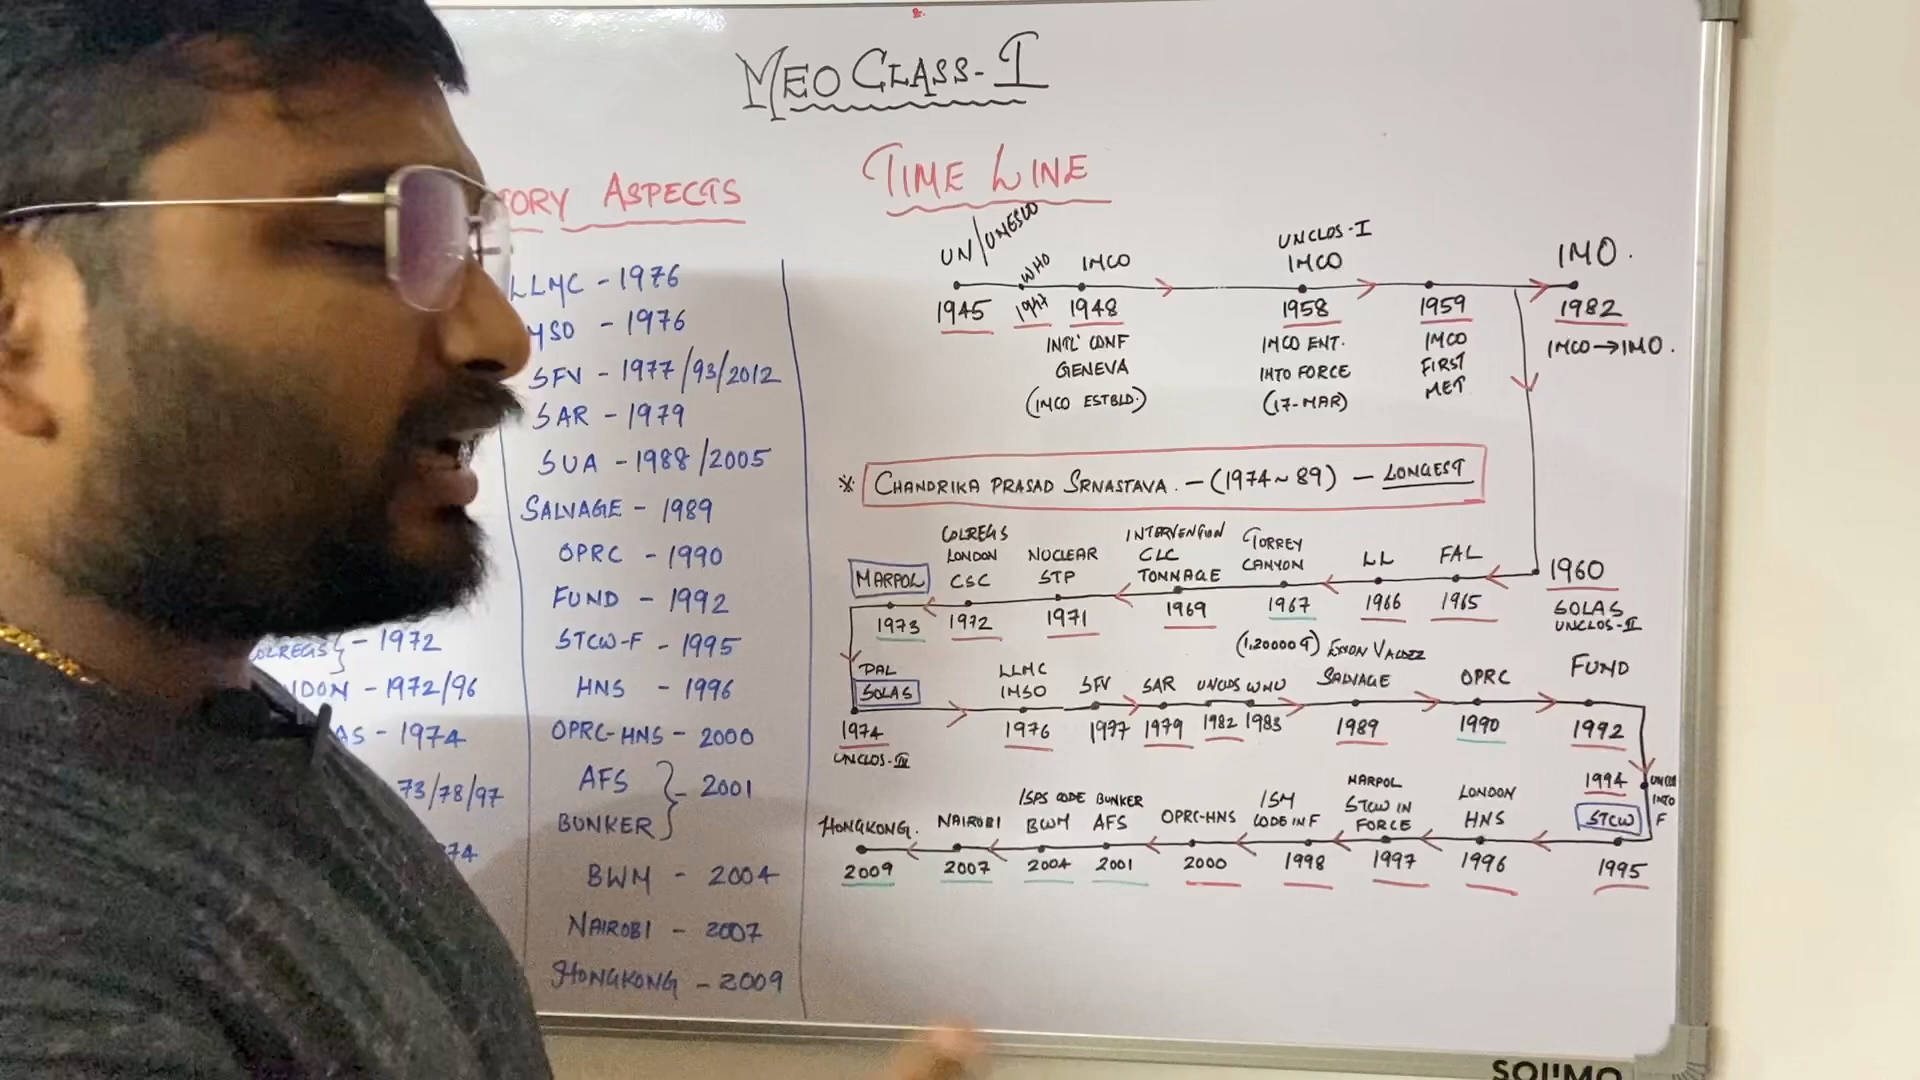 MEO CLASS-I
TORY ASPECTS
LLMC - 1976
MSO - 1976
SFV - 1977/93/2012
SAR - 1979
SUA - 1988/2005
SALVAGE - 1989
OPRC - 1990
FUND - 1992
STCW-F - 1995
HNS - 1996
OPRC-HNS - 2000
AFS
BUNKER } - 2001
BWM - 2004
NAIROBI - 2007
HONGKONG - 2009
COLREGS} - 1972
NDON - 1972/96
AS - 1974
73/78/97
74
TIME LINE
UN/UNESCO
WHO
IMCO
UNCLOS-I
IMCO
IMO.
1945
1947
1948
1958
1959
1982
INTL' CONF
GENEVA
(IMCO ESTBLD.)
IMCO ENT.
INTO FORCE
(17-MAR)
IMCO
FIRST
MET
IMCO→IMO.
※ CHANDRIKA PRASAD SRNASTAVA. - (1974~89) - LONGEST
MARPOL
COLREGS
LONDON
CSC
NUCLEAR
STP
INTERVENTION
CLC
TONNAGE
TORREY
CANYON
LL
FAL
1960
1973
1972
1971
1969
1967
1966
1965
SOLAS
UNCLOS-II
(1,20000 T)
EXXON VALDEZ
PAL
SOLAS
LLMC
IMSO
SFV
SAR
UNCLOS
WMU
SALVAGE
OPRC
FUND
1974
1976
1977
1979
1982
1983
1989
1990
1992
UNCLOS-III
1994
INTO
F
HONGKONG.
NAIROBI
ISPS CODE
BWM
BUNKER
AFS
OPRC-HNS
ISM
CODE IN F
MARPOL
STCW IN
FORCE
LONDON
HNS
STCW
2009
2007
2004
2001
2000
1998
1997
1996
1995
SOLIMO